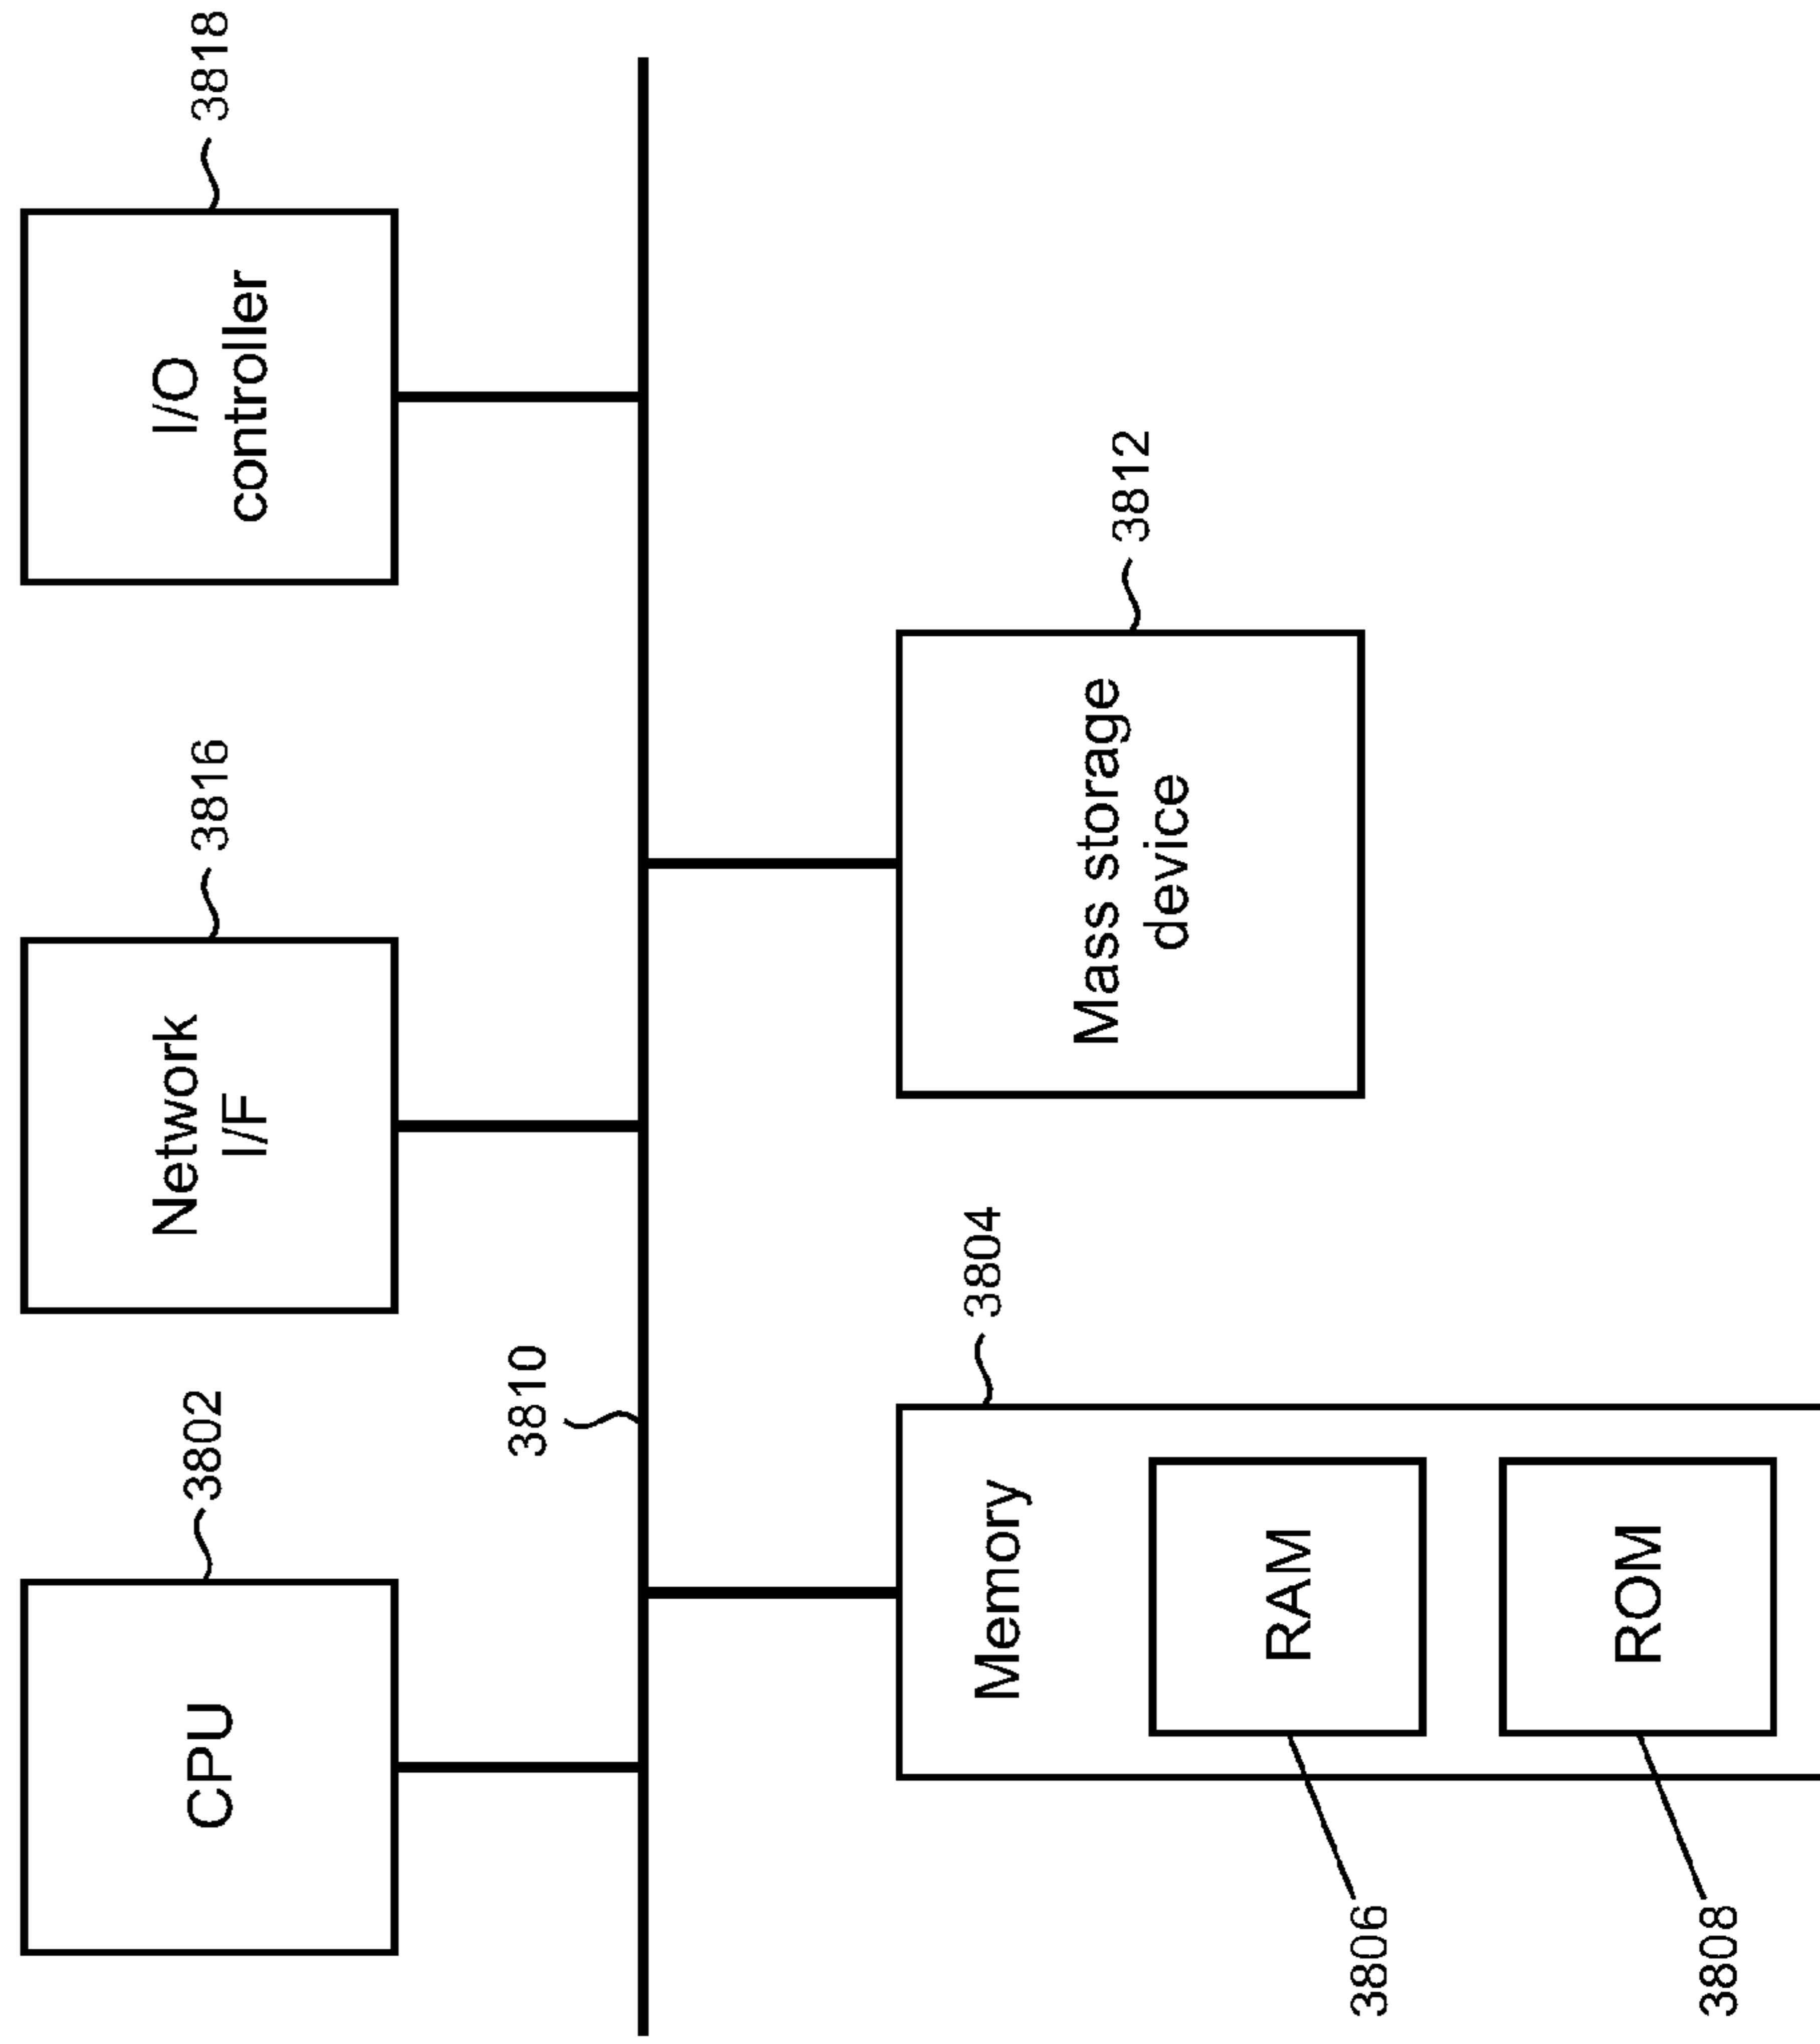 CPU
3802
Network
I/F
3816
I/O
controller
3818
3810
Memory
3804
RAM
3806
ROM
3808
Mass storage
device
3812